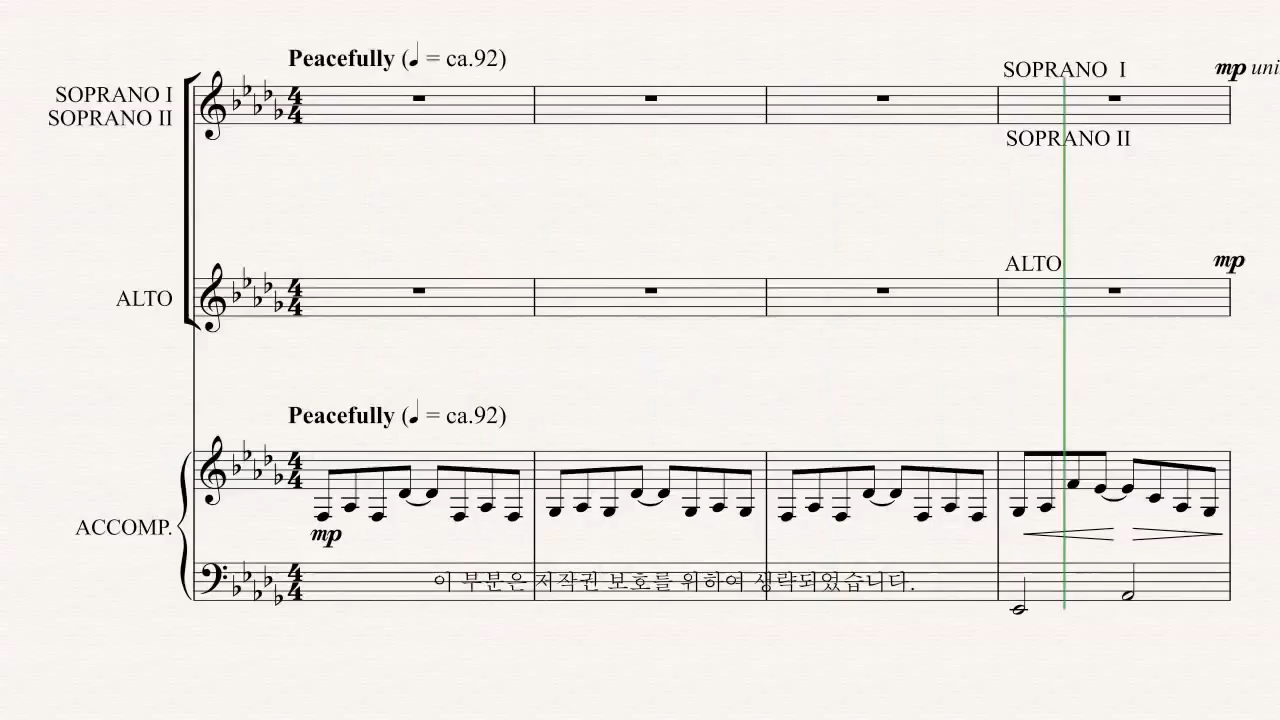 Peacefully (♩ = ca.92)
SOPRANO I
mp uni
SOPRANO I
SOPRANO II
SOPRANO II
ALTO
mp
ALTO
Peacefully (♩ = ca.92)
mp
ACCOMP.
이 부분은 저작권 보호를 위하여 생략되었습니다.